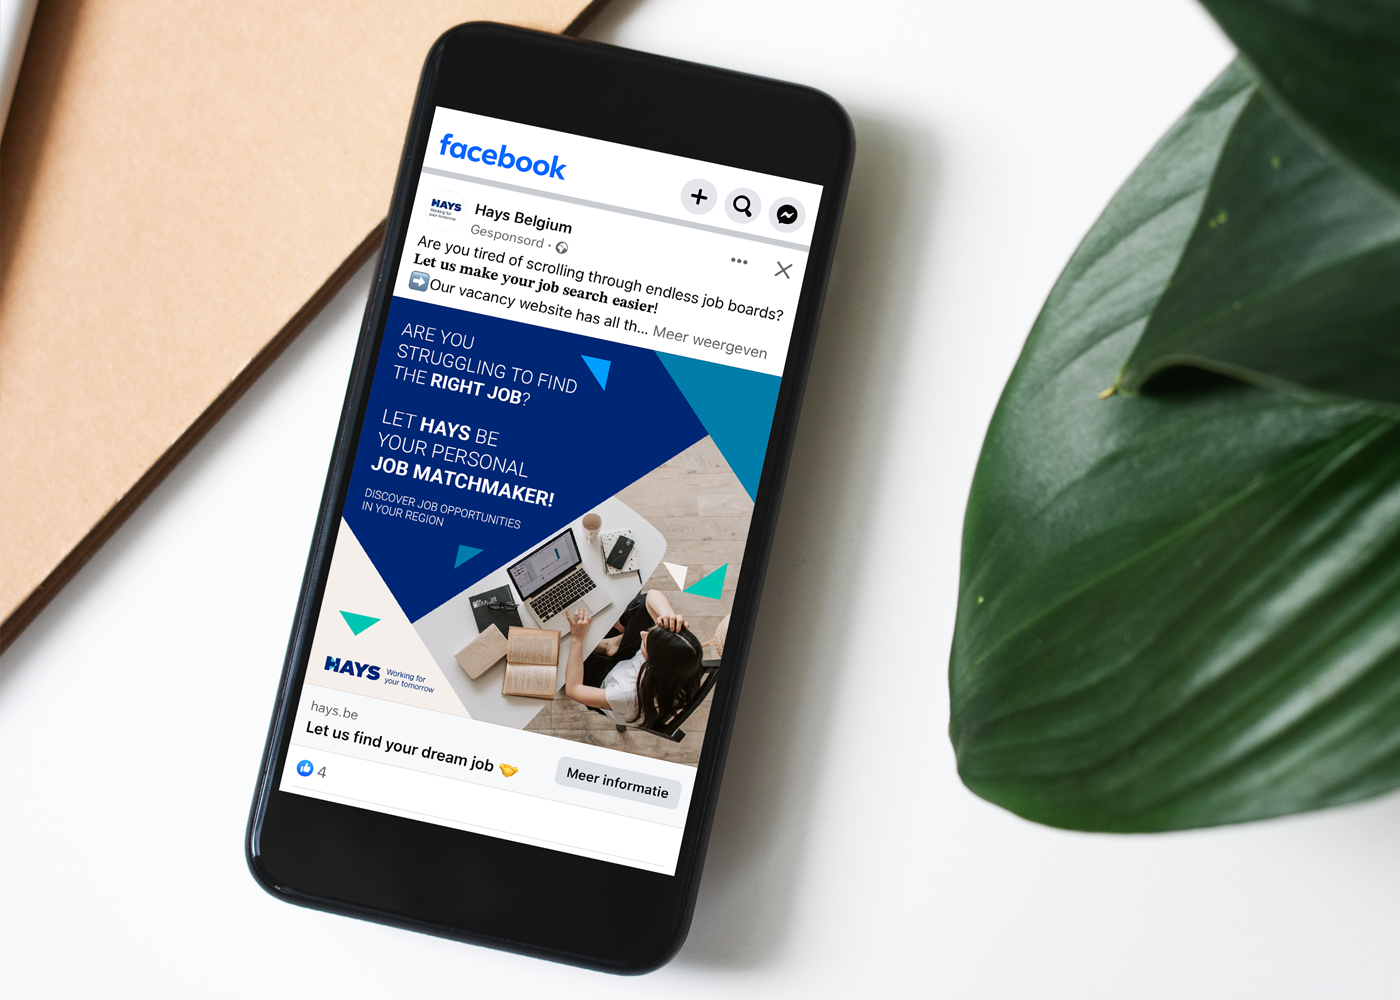 facebook
HAYS
Working for
your tomorrow
Hays Belgium
Gesponsord ·
Are you tired of scrolling through endless job boards?
Let us make your job search easier!
➡️Our vacancy website has all th... Meer weergeven
ARE YOU
STRUGGLING TO FIND
THE RIGHT JOB?
LET HAYS BE
YOUR PERSONAL
JOB MATCHMAKER!
DISCOVER JOB OPPORTUNITIES
IN YOUR REGION
HAYS Working for
your tomorrow
hays.be
Let us find your dream job 🤝
Meer informatie
4